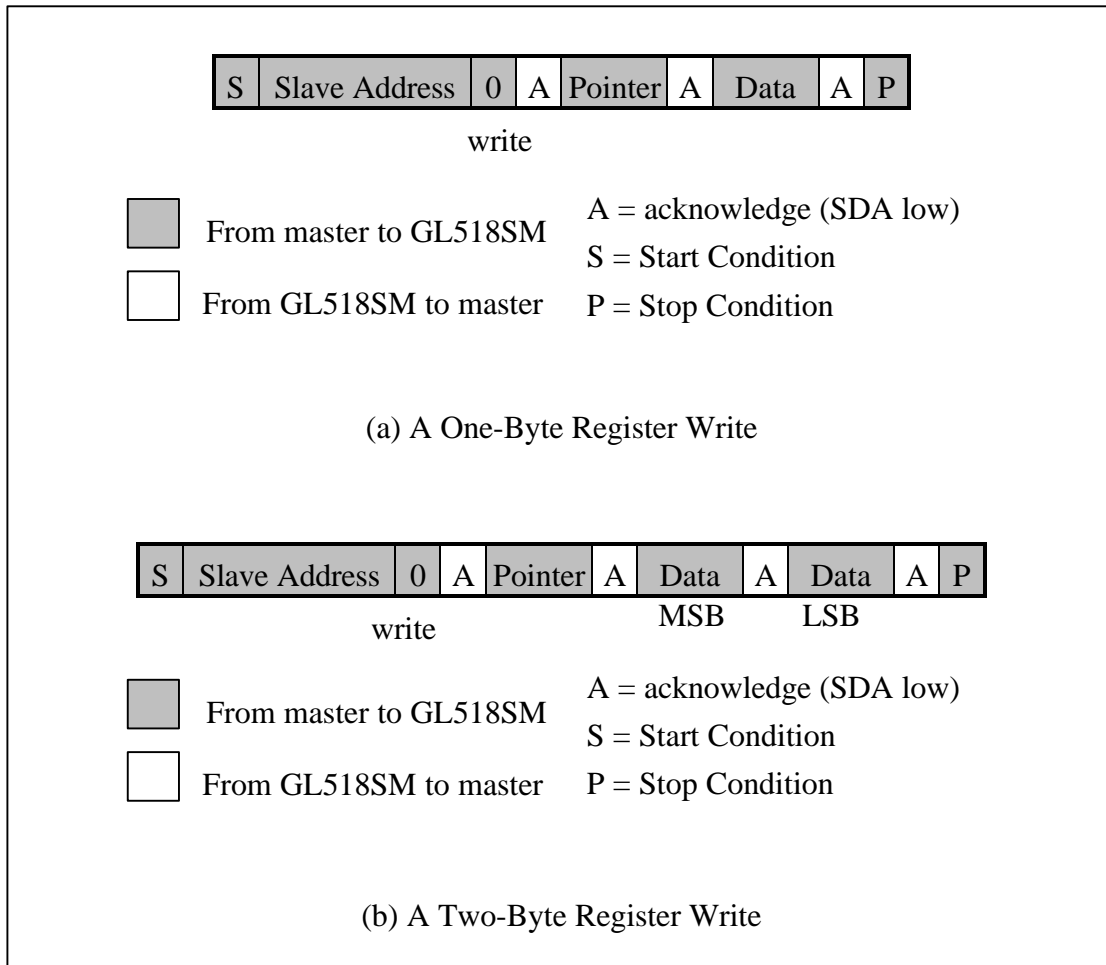 S Slave Address 0 A Pointer A Data A P
write
From master to GL518SM
From GL518SM to master
A = acknowledge (SDA low)
S = Start Condition
P = Stop Condition
(a) A One-Byte Register Write
S Slave Address 0 A Pointer A Data A Data A P
MSB LSB
write
From master to GL518SM
From GL518SM to master
A = acknowledge (SDA low)
S = Start Condition
P = Stop Condition
(b) A Two-Byte Register Write